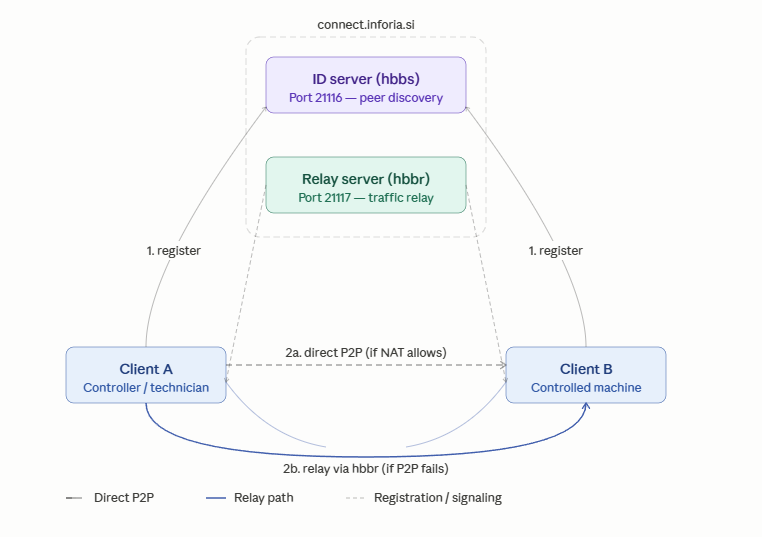 connect.inforia.si
ID server (hbbs)
Port 21116 — peer discovery
Relay server (hbbr)
Port 21117 — traffic relay
1. register
1. register
2a. direct P2P (if NAT allows)
Client A
Controller / technician
Client B
Controlled machine
2b. relay via hbbr (if P2P fails)
Direct P2P
Relay path
Registration / signaling